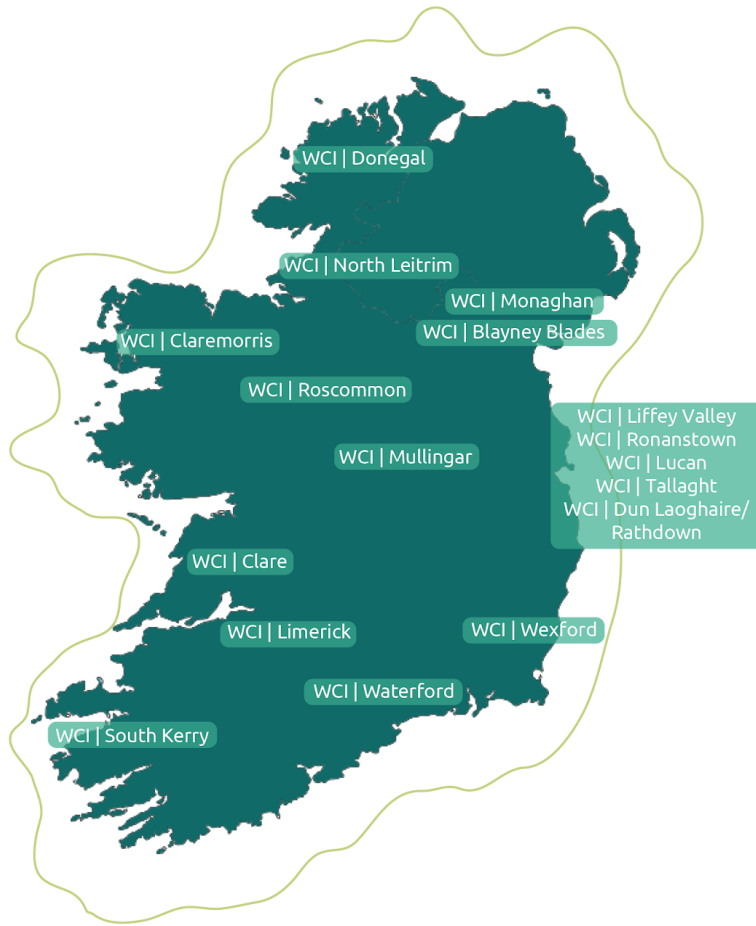 WCI | Donegal
WCI | North Leitrim
WCI | Monaghan
WCI | Blayney Blades
WCI | Claremorris
WCI | Roscommon
WCI | Liffey Valley
WCI | Ronanstown
WCI | Lucan
WCI | Tallaght
WCI | Dun Laoghaire/
Rathdown
WCI | Mullingar
WCI | Clare
WCI | Limerick
WCI | Wexford
WCI | Waterford
WCI | South Kerry